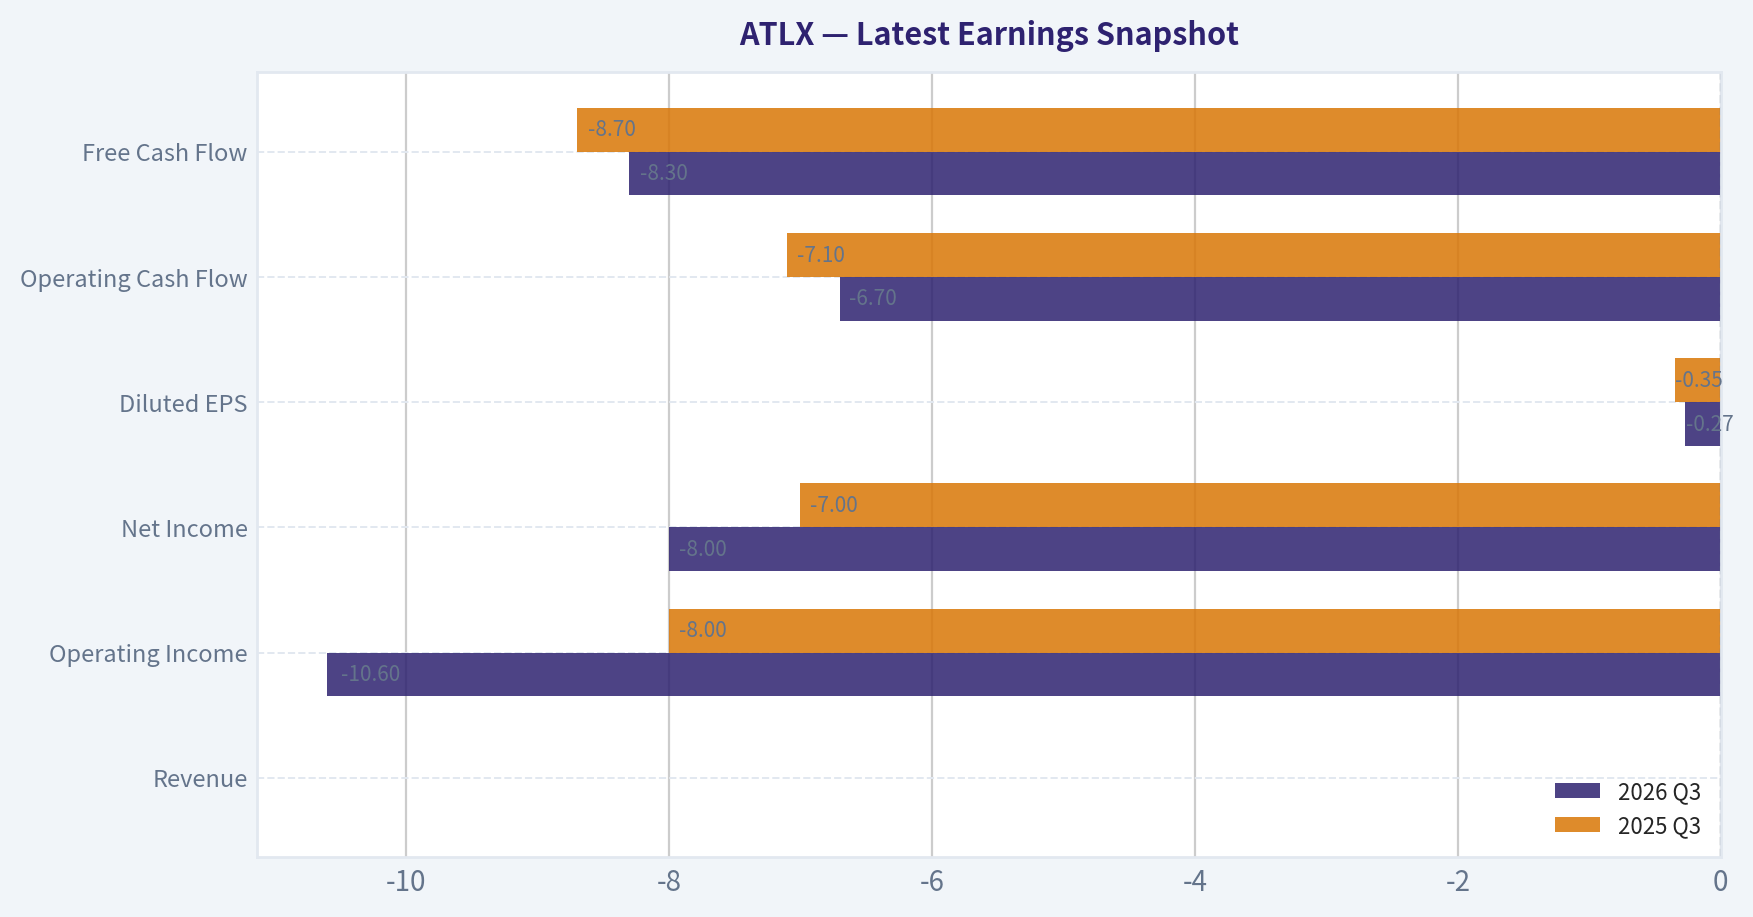 ATLX — Latest Earnings Snapshot
Free Cash Flow
-8.70
-8.30
Operating Cash Flow
-7.10
-6.70
Diluted EPS
-0.35
-0.27
Net Income
-7.00
-8.00
Operating Income
-8.00
-10.60
Revenue
2026 Q3
2025 Q3
-10 -8 -6 -4 -2 0